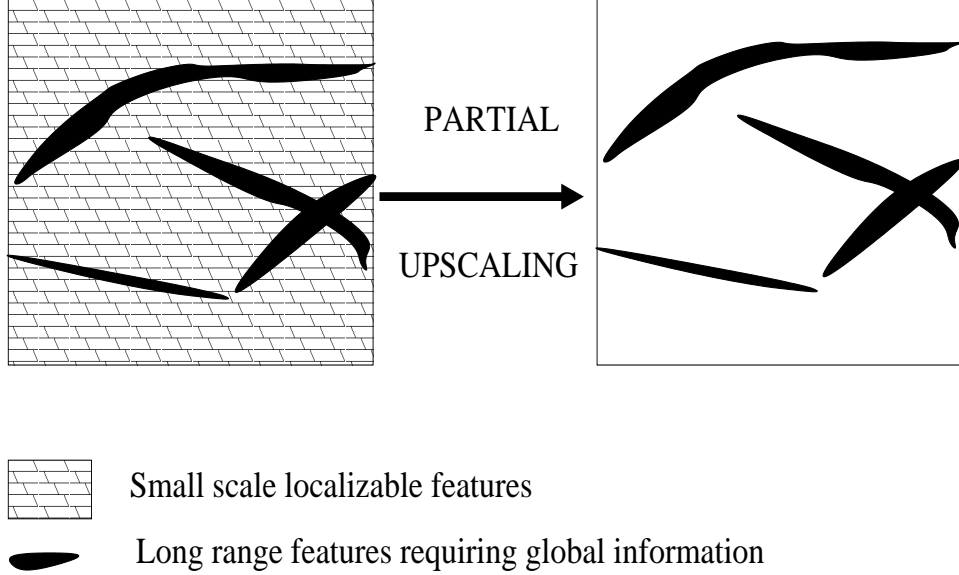 PARTIAL
UPSCALING
Small scale localizable features
Long range features requiring global information